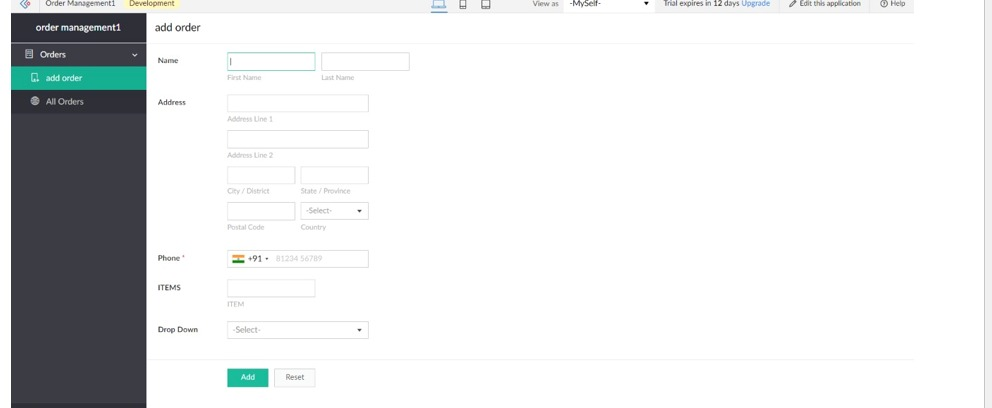 Order Management1 Development View as -MySelf- Trial expires in 12 days Upgrade Edit this application Help
order management1 add order
Orders
add order
All Orders
Name
First Name Last Name
Address
Address Line 1
Address Line 2
City / District State / Province
-Select-
Postal Code Country
Phone * +91 81234 56789
ITEMS
ITEM
Drop Down -Select-
Add Reset